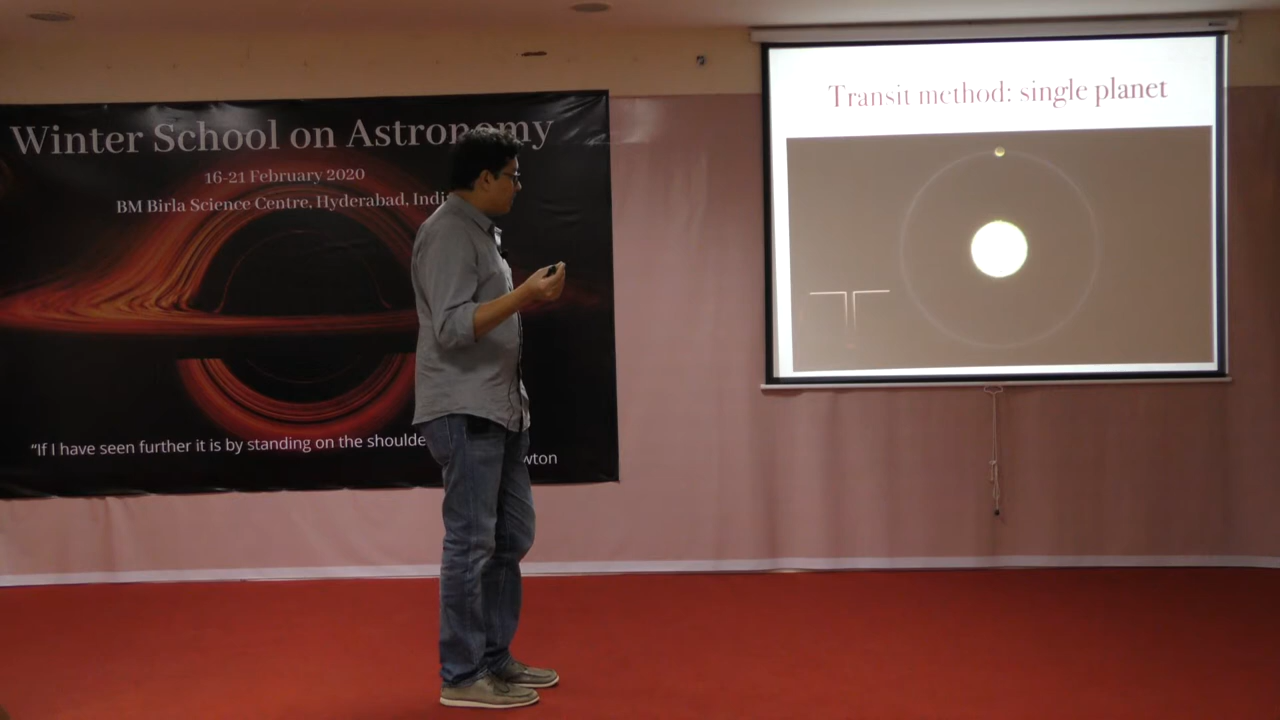 Winter School on Astronomy
16-21 February 2020
BM Birla Science Centre, Hyderabad, Indi
“If I have seen further it is by standing on the shoulde
wton
Transit method: single planet